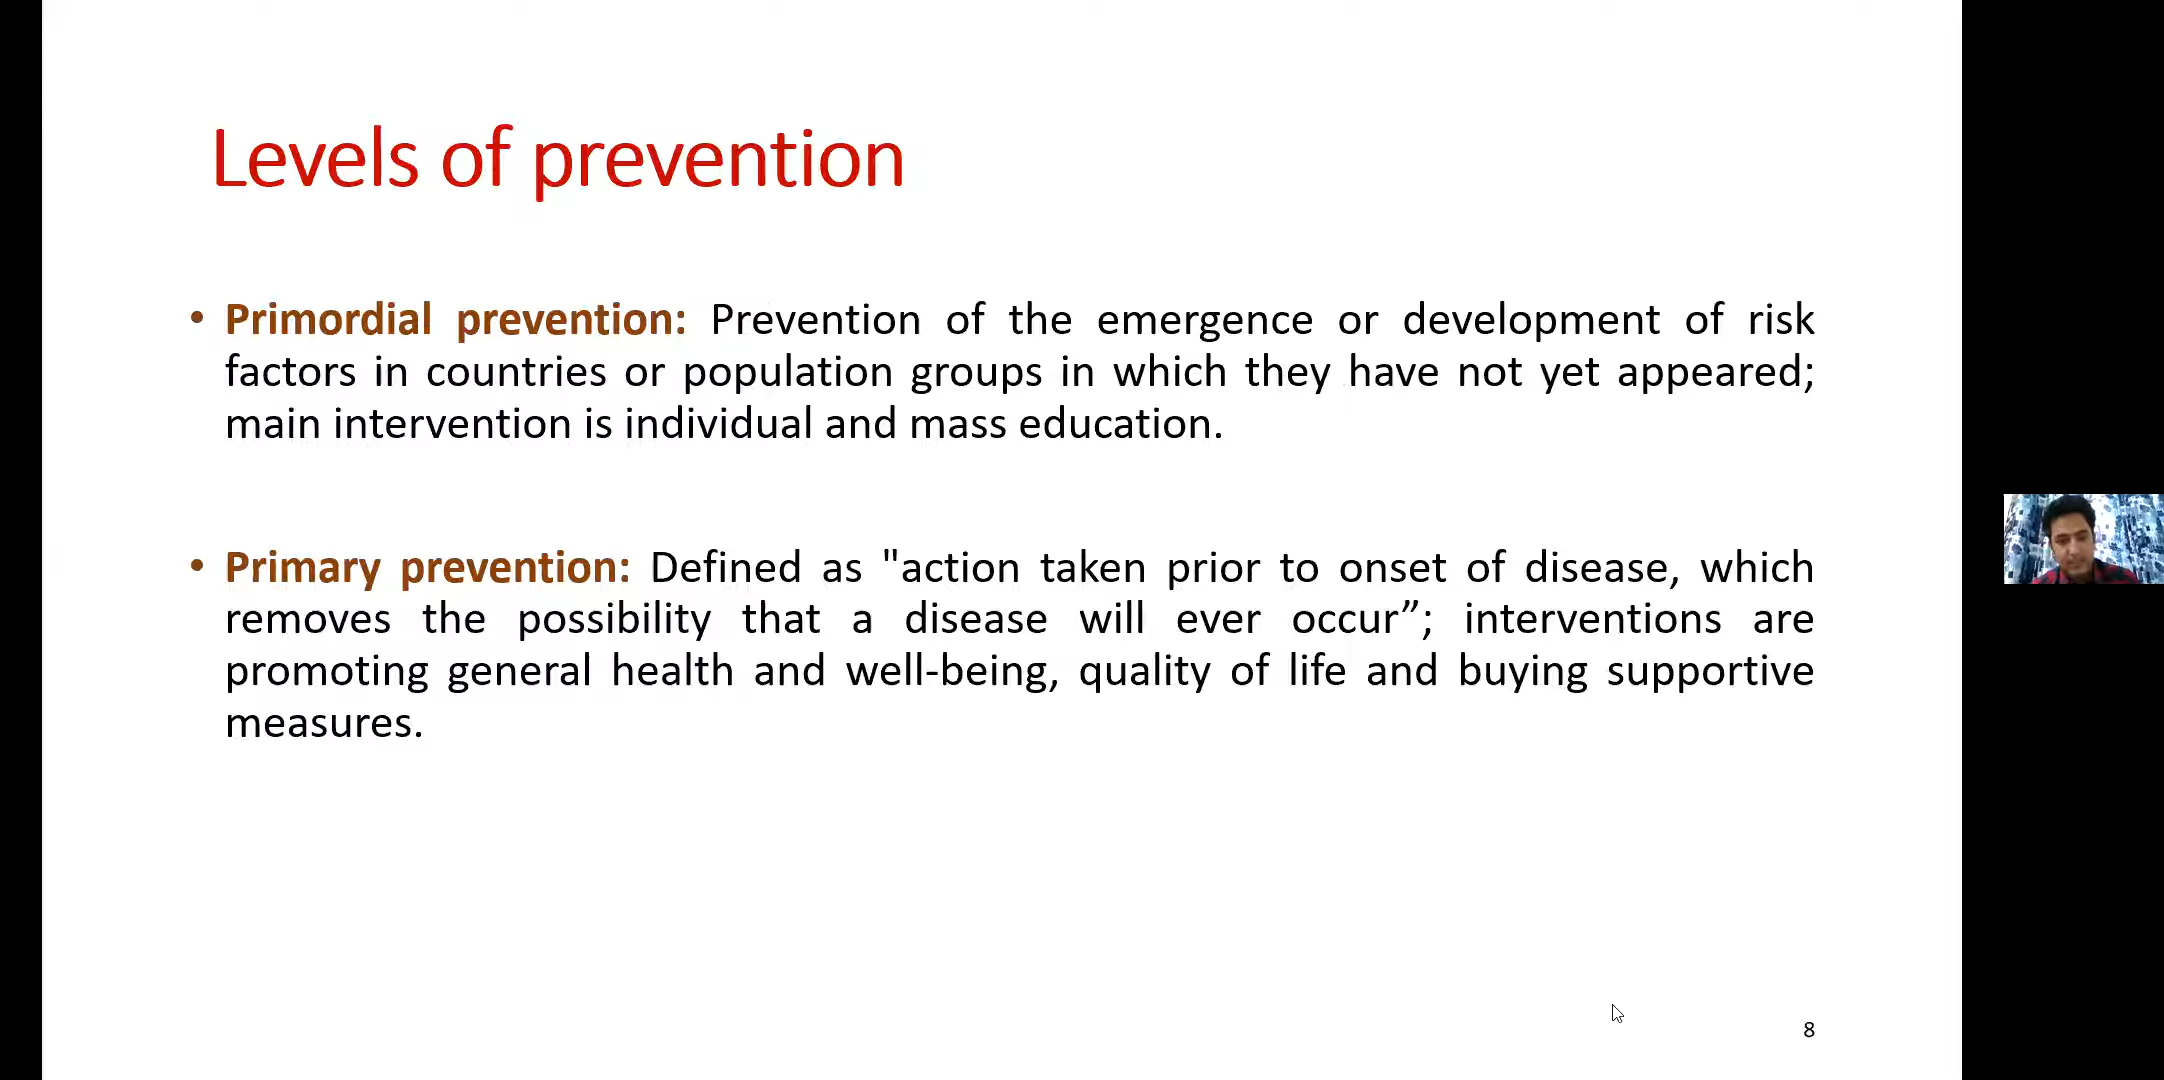 Levels of prevention
• Primordial prevention: Prevention of the emergence or development of risk
factors in countries or population groups in which they have not yet appeared;
main intervention is individual and mass education.
• Primary prevention: Defined as "action taken prior to onset of disease, which
removes the possibility that a disease will ever occur”; interventions are
promoting general health and well-being, quality of life and buying supportive
measures.
8